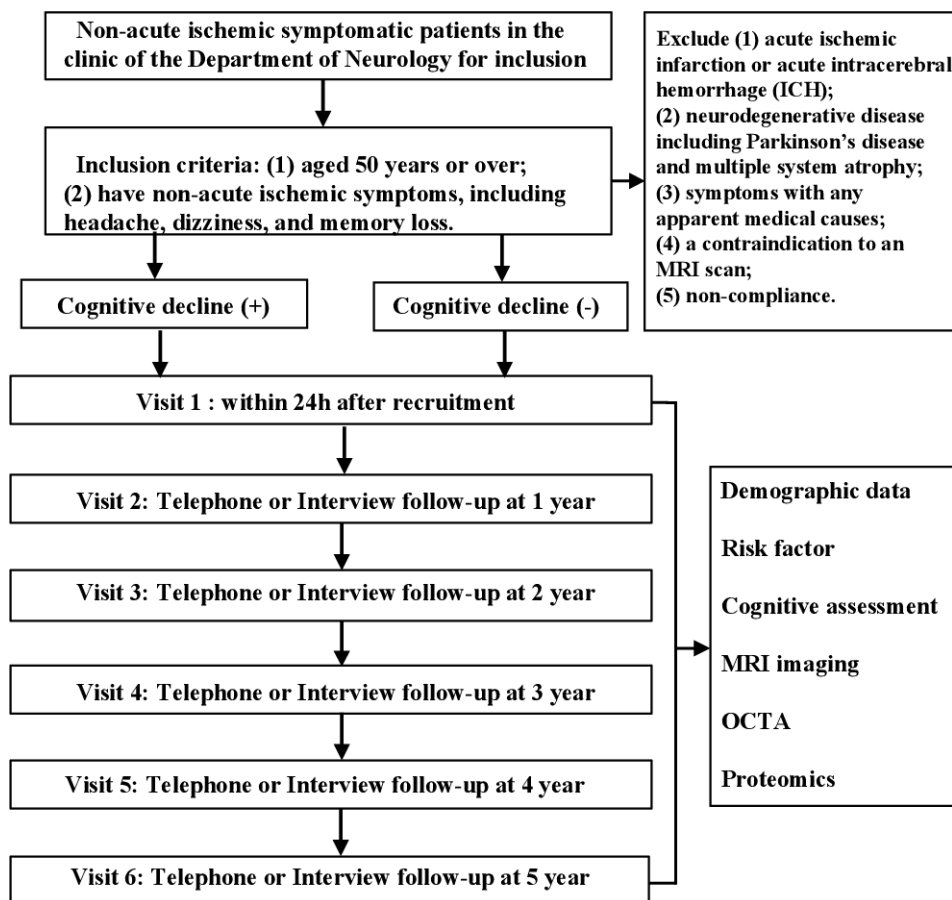 Non-acute ischemic symptomatic patients in the
clinic of the Department of Neurology for inclusion
Exclude (1) acute ischemic
infarction or acute intracerebral
hemorrhage (ICH);
(2) neurodegenerative disease
including Parkinson's disease
and multiple system atrophy;
(3) symptoms with any
apparent medical causes;
(4) a contraindication to an
MRI scan;
(5) non-compliance.
Inclusion criteria: (1) aged 50 years or over;
(2) have non-acute ischemic symptoms, including
headache, dizziness, and memory loss.
Cognitive decline (+)
Cognitive decline (-)
Visit 1 : within 24h after recruitment
Visit 2: Telephone or Interview follow-up at 1 year
Visit 3: Telephone or Interview follow-up at 2 year
Visit 4: Telephone or Interview follow-up at 3 year
Visit 5: Telephone or Interview follow-up at 4 year
Visit 6: Telephone or Interview follow-up at 5 year
Demographic data
Risk factor
Cognitive assessment
MRI imaging
OCTA
Proteomics